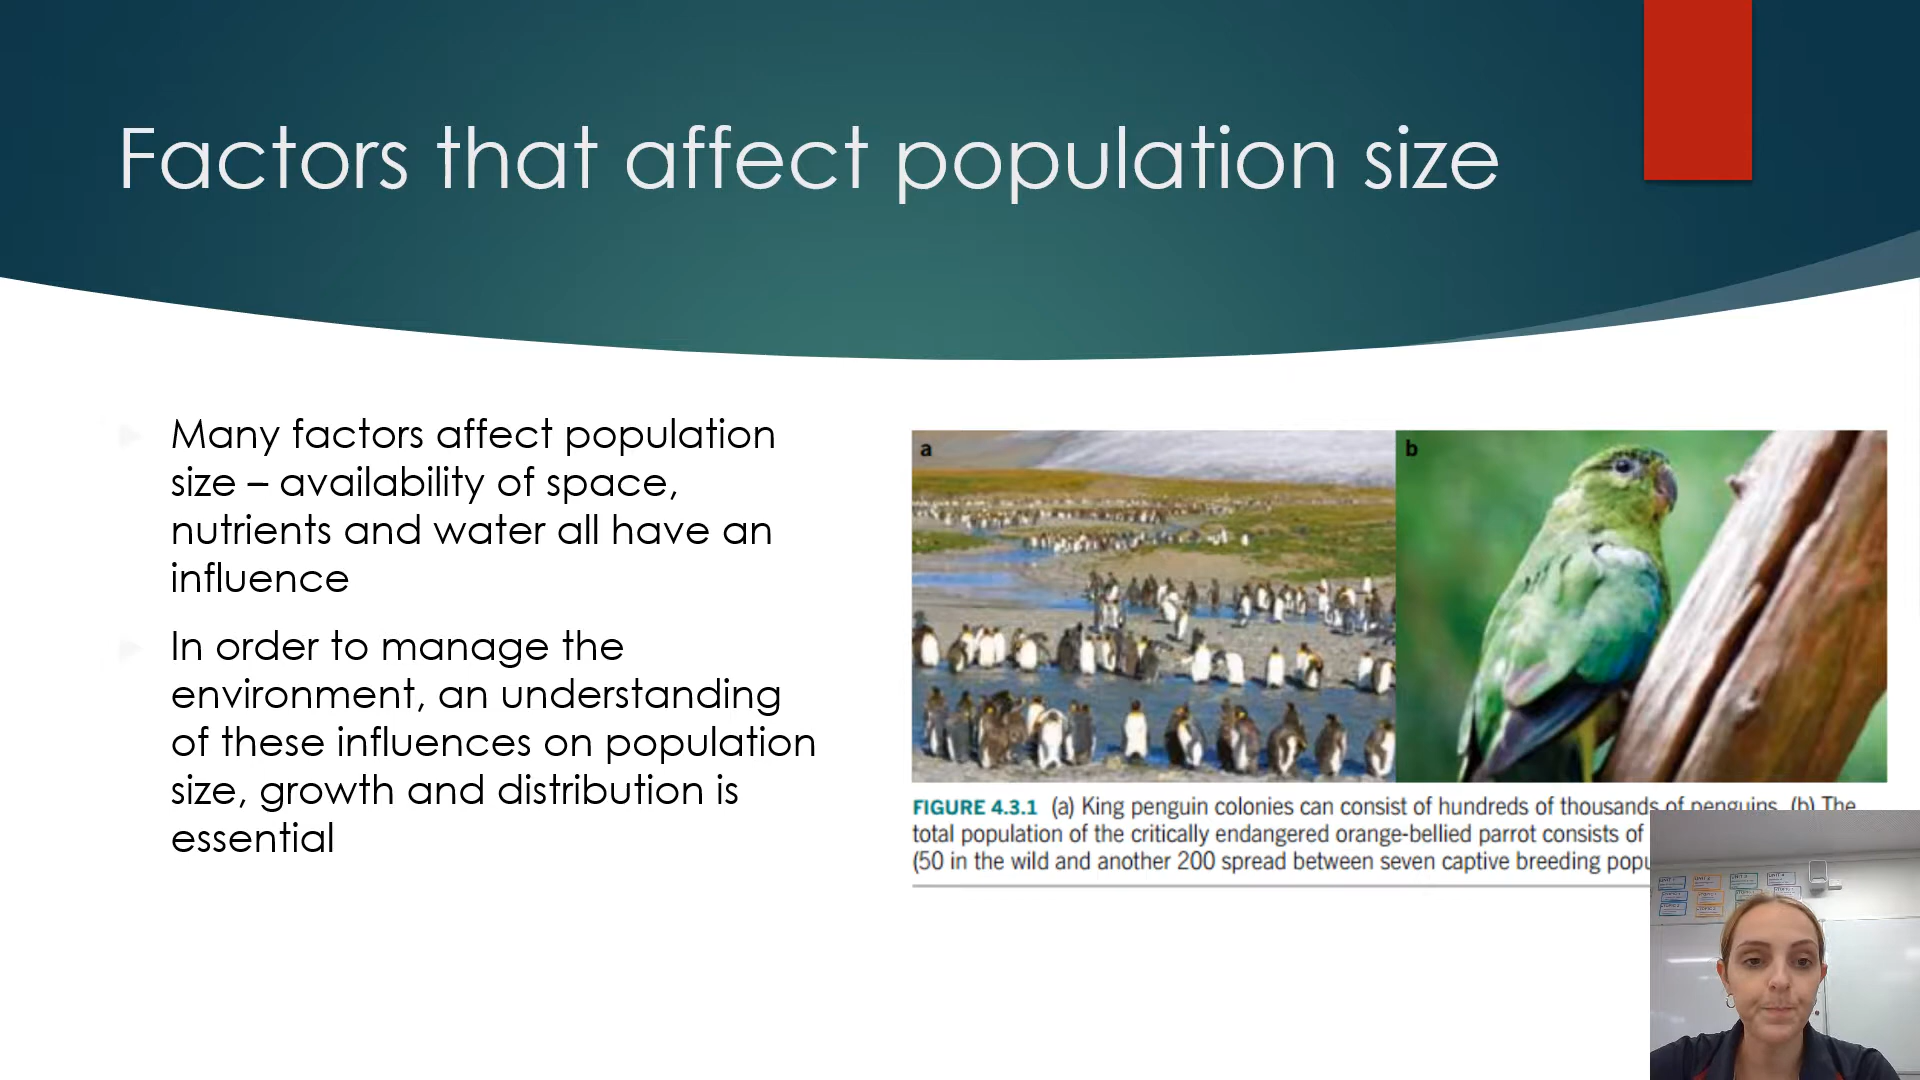 Factors that affect population size
Many factors affect population
size – availability of space,
nutrients and water all have an
influence
In order to manage the
environment, an understanding
of these influences on population
size, growth and distribution is
essential
a
b
FIGURE 4.3.1 (a) King penguin colonies can consist of hundreds of thousands of penguins. (b) The
total population of the critically endangered orange-bellied parrot consists of
(50 in the wild and another 200 spread between seven captive breeding